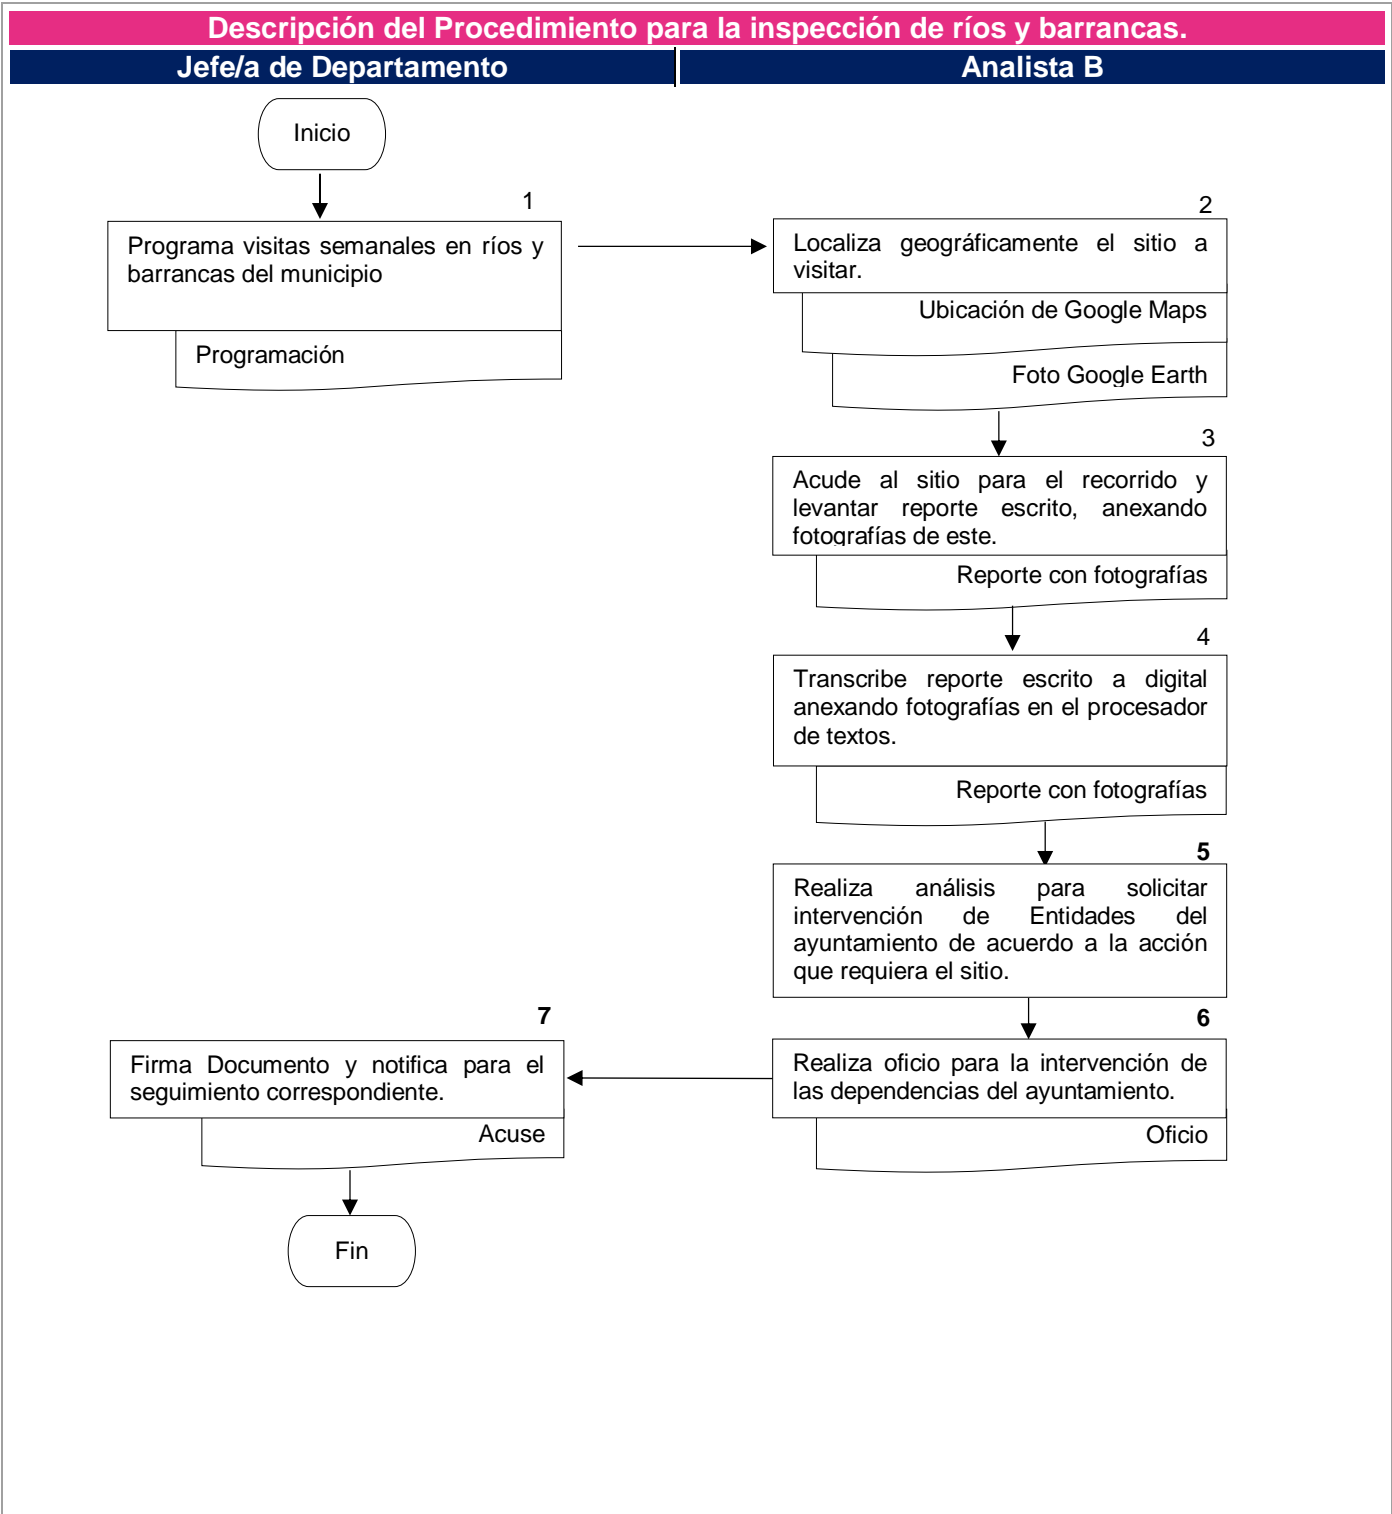 Descripción del Procedimiento para la inspección de ríos y barrancas.
Jefe/a de Departamento
Analista B
Inicio
1
Programa visitas semanales en ríos y
barrancas del municipio
Programación
2
Localiza geográficamente el sitio a
visitar.
Ubicación de Google Maps
Foto Google Earth
3
Acude al sitio para el recorrido y
levantar reporte escrito, anexando
fotografías de este.
Reporte con fotografías
4
Transcribe reporte escrito a digital
anexando fotografías en el procesador
de textos.
Reporte con fotografías
5
Realiza análisis para solicitar
intervención de Entidades del
ayuntamiento de acuerdo a la acción
que requiera el sitio.
6
Realiza oficio para la intervención de
las dependencias del ayuntamiento.
Oficio
7
Firma Documento y notifica para el
seguimiento correspondiente.
Acuse
Fin